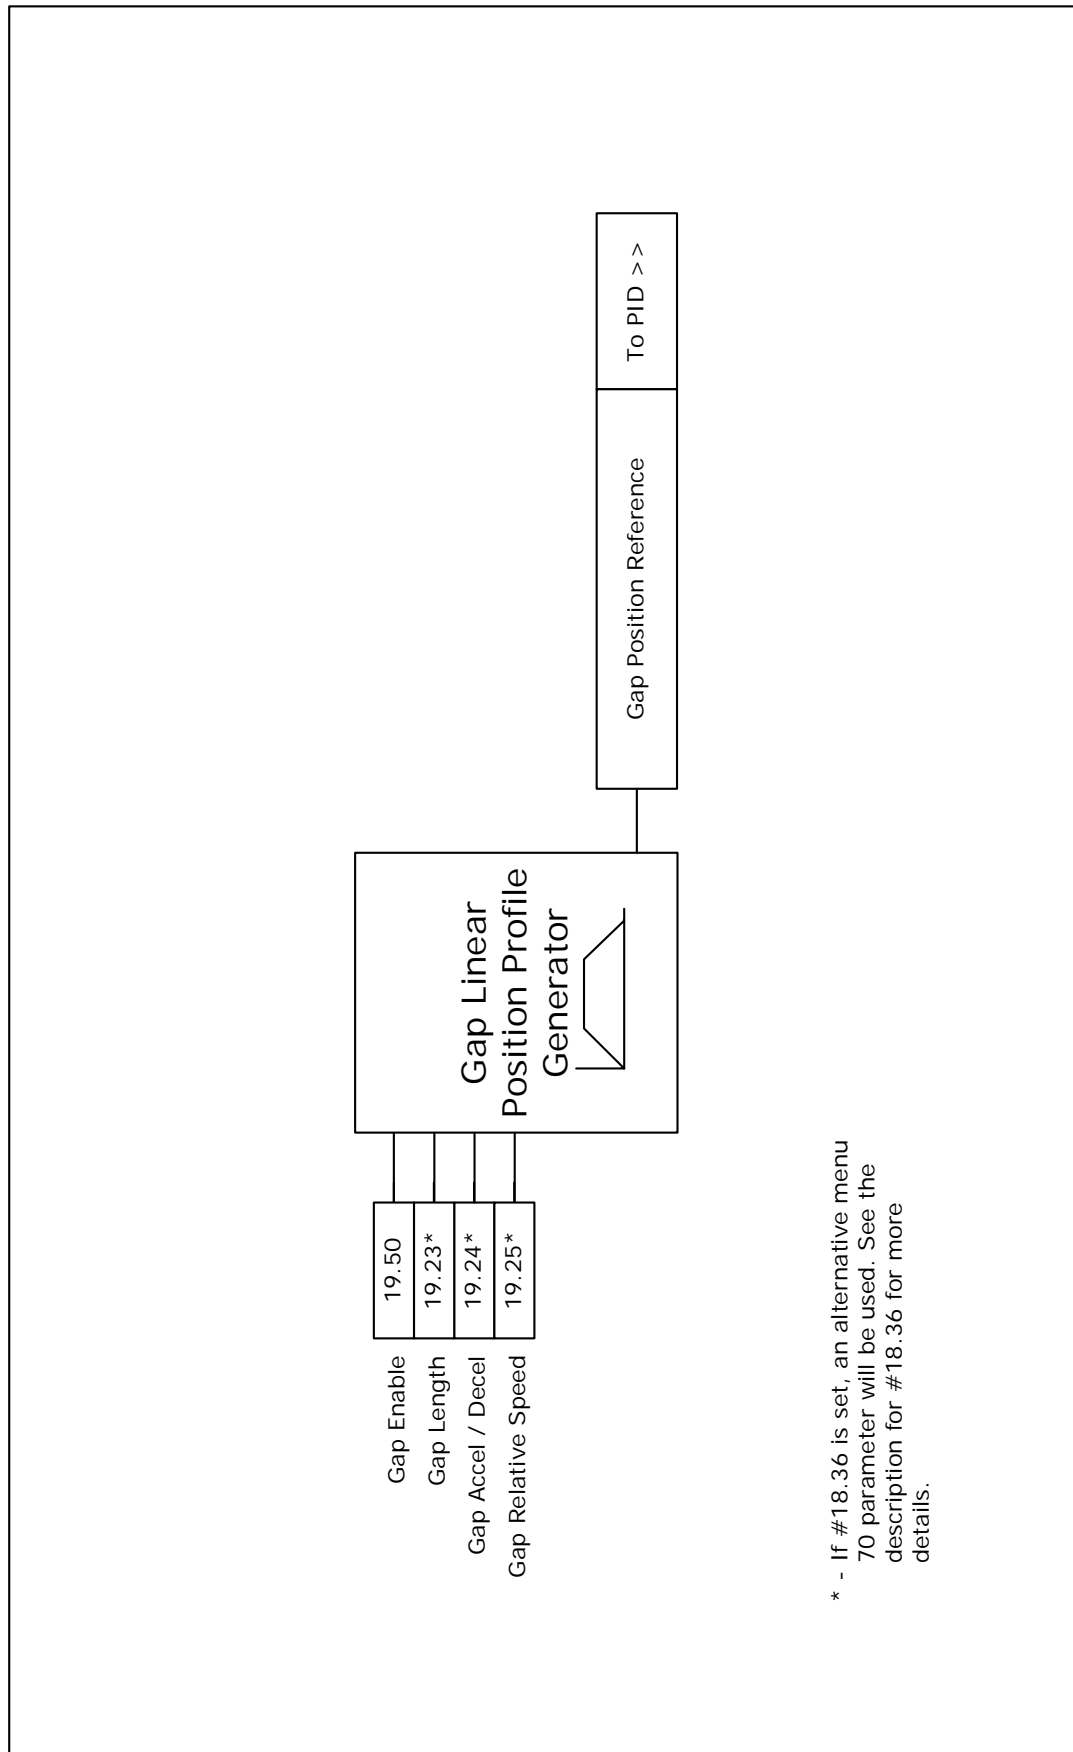 Gap Enable
19.50
Gap Length
19.23*
Gap Accel / Decel
19.24*
Gap Relative Speed
19.25*
Gap Linear
Position Profile
Generator
Gap Position Reference
To PID >>
* - If #18.36 is set, an alternative menu
70 parameter will be used. See the
description for #18.36 for more
details.